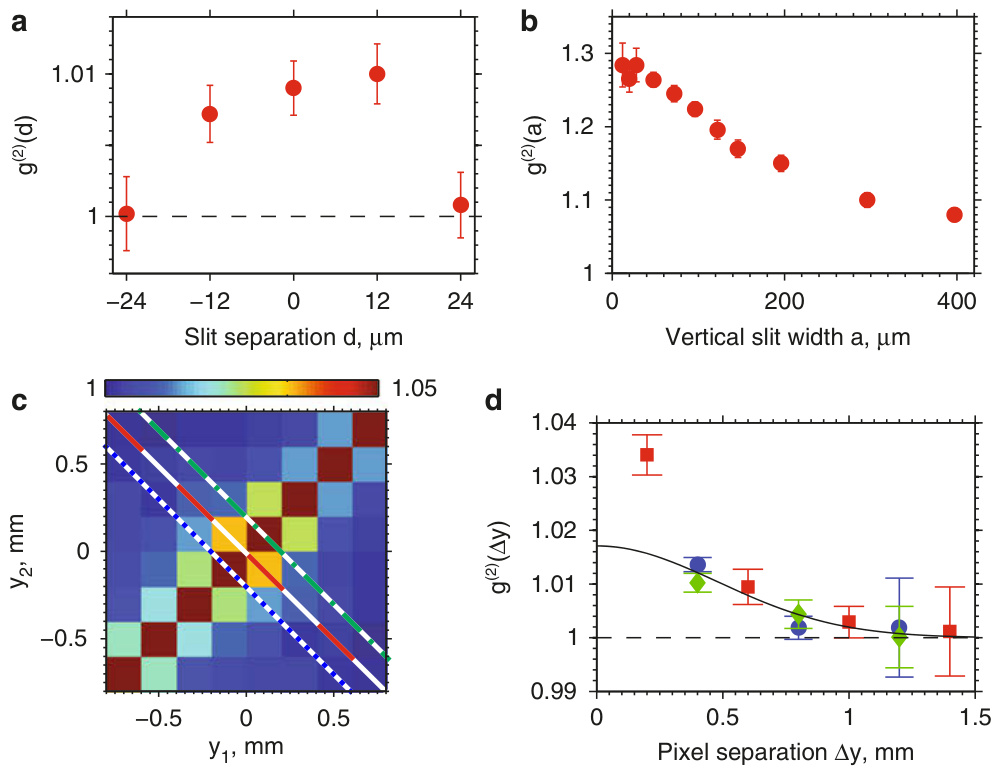 a
g⁽²⁾(d)
1.01
1
−24 −12 0 12 24
Slit separation d, μm
b
g⁽²⁾(a)
1.3
1.2
1.1
1
0 200 400
Vertical slit width a, μm
c
1 1.05
y₂, mm
0.5
0
−0.5
−0.5 0 0.5
y₁, mm
d
g⁽²⁾(Δy)
1.04
1.03
1.02
1.01
1
0.99
0 0.5 1 1.5
Pixel separation Δy, mm